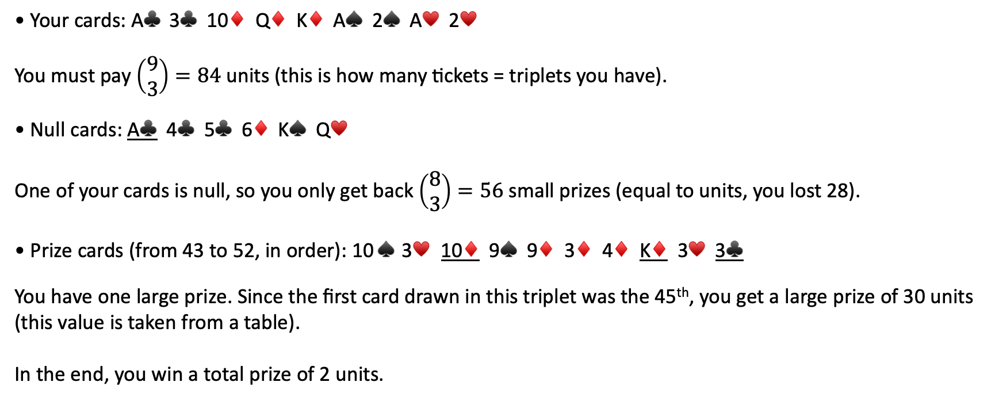 • Your cards: A♣ 3♣ 10♦ Q♦ K♦ A♠ 2♠ A♥ 2♥
You must pay (9 3) = 84 units (this is how many tickets = triplets you have).
• Null cards: A♣ 4♣ 5♣ 6♦ K♠ Q♥
One of your cards is null, so you only get back (8 3) = 56 small prizes (equal to units, you lost 28).
• Prize cards (from 43 to 52, in order): 10♠ 3♥ 10♦ 9♠ 9♦ 3♦ 4♦ K♦ 3♥ 3♣
You have one large prize. Since the first card drawn in this triplet was the 45th, you get a large prize of 30 units
(this value is taken from a table).
In the end, you win a total prize of 2 units.